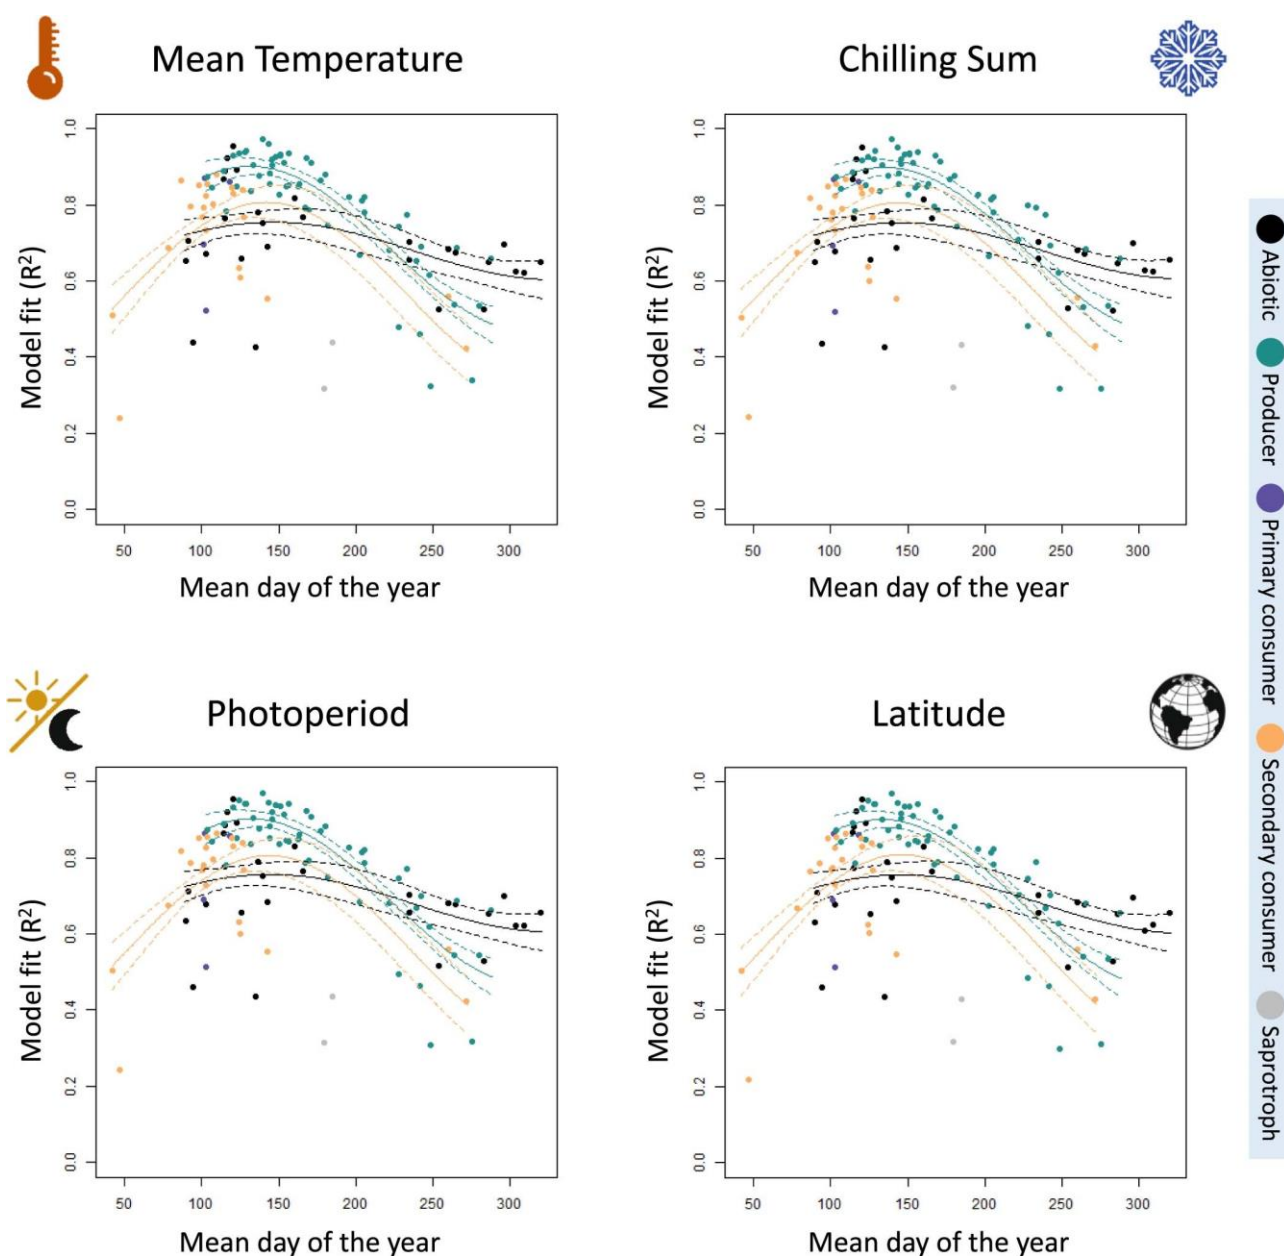 Mean Temperature
1.0
0.8
0.6
0.4
0.2
0.0
Model fit (R²)
50 100 150 200 250 300
Mean day of the year
Chilling Sum
1.0
0.8
0.6
0.4
0.2
0.0
Model fit (R²)
50 100 150 200 250 300
Mean day of the year
Photoperiod
1.0
0.8
0.6
0.4
0.2
0.0
Model fit (R²)
50 100 150 200 250 300
Mean day of the year
Latitude
1.0
0.8
0.6
0.4
0.2
0.0
Model fit (R²)
50 100 150 200 250 300
Mean day of the year
Abiotic
Producer
Primary consumer
Secondary consumer
Saprotroph